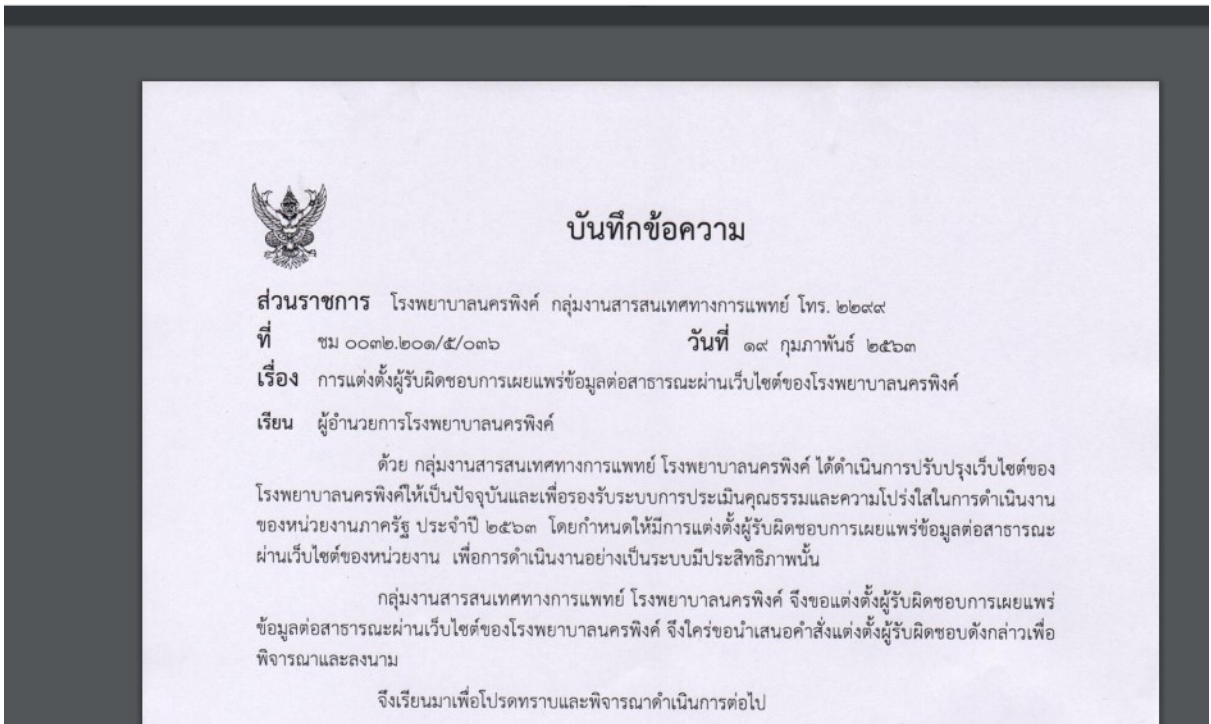 บันทึกข้อความ
ส่วนราชการ โรงพยาบาลนครพิงค์ กลุ่มงานสารสนเทศทางการแพทย์ โทร. ๒๒๙๙
ที่ ชม ๐๐๓๒.๒๐๑/๕/๐๓๖ วันที่ ๑๙ กุมภาพันธ์ ๒๕๖๓
เรื่อง การแต่งตั้งผู้รับผิดชอบการเผยแพร่ข้อมูลต่อสาธารณะผ่านเว็บไซต์ของโรงพยาบาลนครพิงค์
เรียน ผู้อำนวยการโรงพยาบาลนครพิงค์
ด้วย กลุ่มงานสารสนเทศทางการแพทย์ โรงพยาบาลนครพิงค์ ได้ดำเนินการปรับปรุงเว็บไซต์ของ
โรงพยาบาลนครพิงค์ให้เป็นปัจจุบันและเพื่อรองรับระบบการประเมินคุณธรรมและความโปร่งใสในการดำเนินงาน
ของหน่วยงานภาครัฐ ประจำปี ๒๕๖๓ โดยกำหนดให้มีการแต่งตั้งผู้รับผิดชอบการเผยแพร่ข้อมูลต่อสาธารณะ
ผ่านเว็บไซต์ของหน่วยงาน เพื่อการดำเนินงานอย่างเป็นระบบมีประสิทธิภาพนั้น
กลุ่มงานสารสนเทศทางการแพทย์ โรงพยาบาลนครพิงค์ จึงขอแต่งตั้งผู้รับผิดชอบการเผยแพร่
ข้อมูลต่อสาธารณะผ่านเว็บไซต์ของโรงพยาบาลนครพิงค์ จึงใคร่ขอนำเสนอคำสั่งแต่งตั้งผู้รับผิดชอบดังกล่าวเพื่อ
พิจารณาและลงนาม
จึงเรียนมาเพื่อโปรดทราบและพิจารณาดำเนินการต่อไป